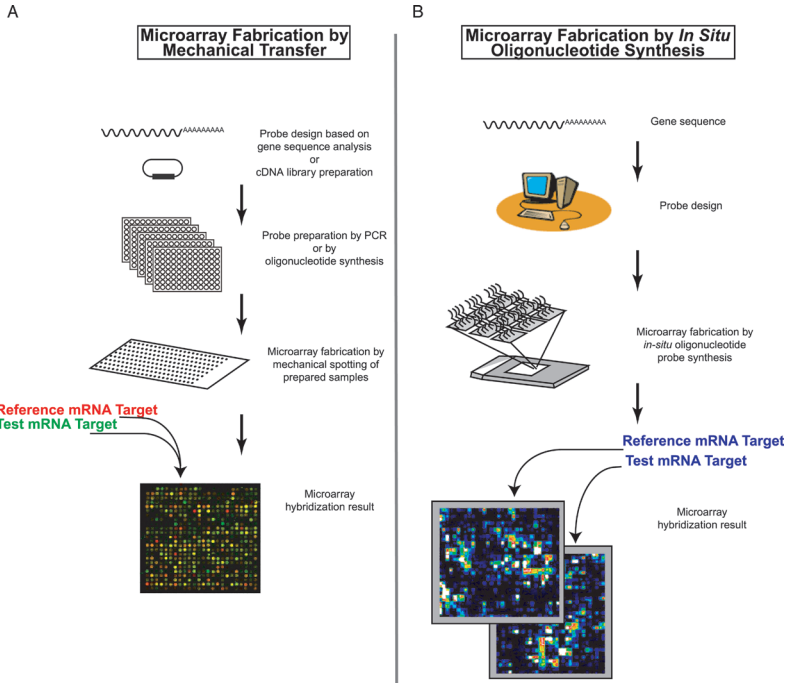 A
Microarray Fabrication by
Mechanical Transfer
AAAAAAAAA
Probe design based on
gene sequence analysis
or
cDNA library preparation
Probe preparation by PCR
or by
oligonucleotide synthesis
Microarray fabrication by
mechanical spotting of
prepared samples
Reference mRNA Target
Test mRNA Target
Microarray
hybridization result
B
Microarray Fabrication by In Situ
Oligonucleotide Synthesis
AAAAAAAAA
Gene sequence
Probe design
Microarray fabrication by
in-situ oligonucleotide
probe synthesis
Reference mRNA Target
Test mRNA Target
Microarray
hybridization result